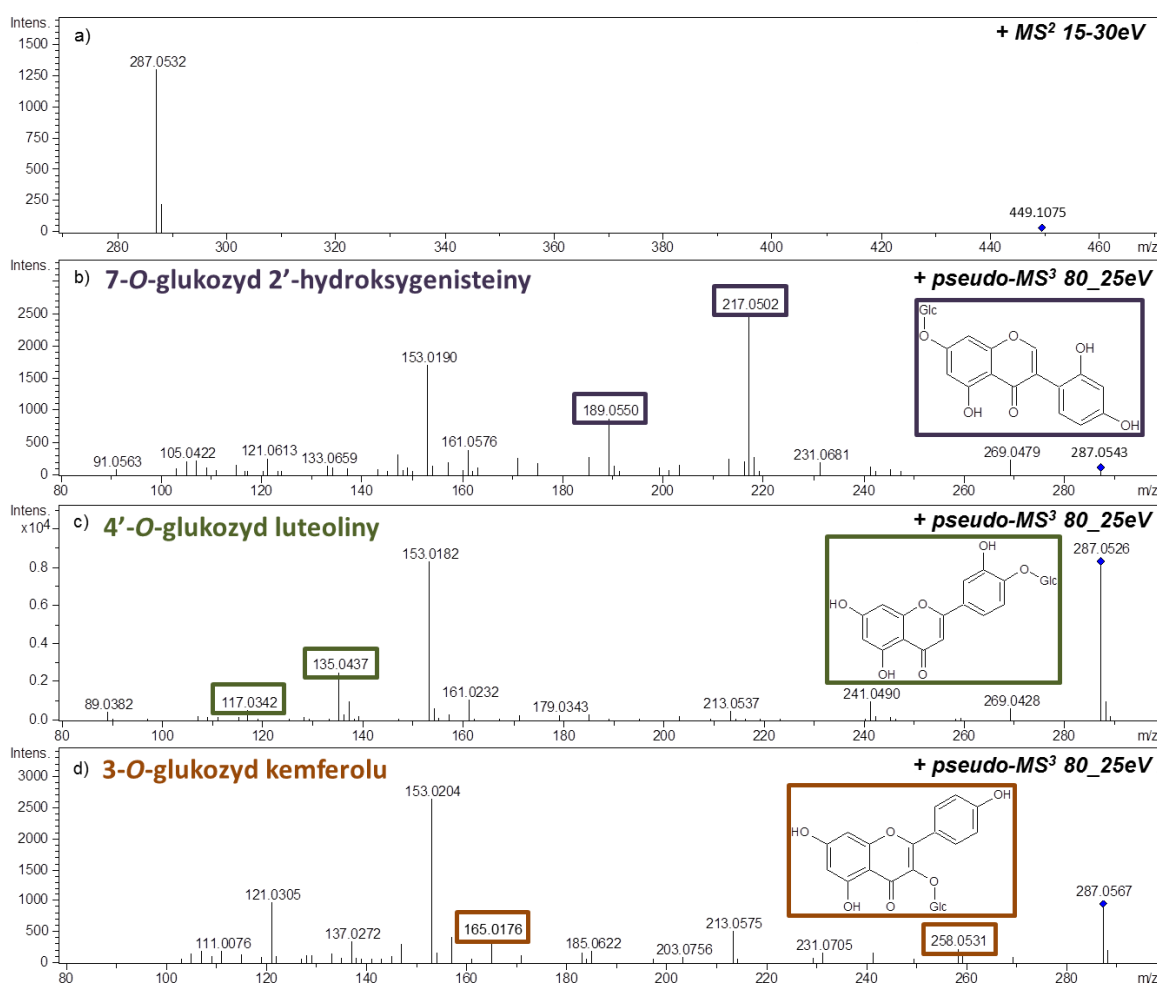 Intens.
a)
+ MS² 15-30eV
1500
287.0532
1250
1000
750
500
250
449.1075
0
280 300 320 340 360 380 400 420 440 460 m/z
Intens.
b) 7-O-glukozyd 2’-hydroksygenisteiny
+ pseudo-MS³ 80_25eV
217.0502
2500
Glc
O
O
OH
OH
O
OH
2000
153.0190
1500
1000
189.0550
500
91.0563
105.0422
121.0613
133.0659
161.0576
231.0681
269.0479
287.0543
0
80 100 120 140 160 180 200 220 240 260 280 m/z
Intens.
x10⁴
c) 4’-O-glukozyd luteoliny
+ pseudo-MS³ 80_25eV
153.0182
287.0526
OH
O
Glc
HO
O
OH
O
0.8
0.6
0.4
135.0437
0.2
89.0382
117.0342
161.0232
179.0343
213.0537
241.0490
269.0428
0.0
80 100 120 140 160 180 200 220 240 260 280 m/z
Intens.
d) 3-O-glukozyd kemferolu
+ pseudo-MS³ 80_25eV
3000
153.0204
OH
HO
O
O
OH
O
Glc
2500
2000
1500
121.0305
287.0567
1000
500
111.0076
137.0272
165.0176
185.0622
203.0756
213.0575
231.0705
258.0531
0
80 100 120 140 160 180 200 220 240 260 280 m/z